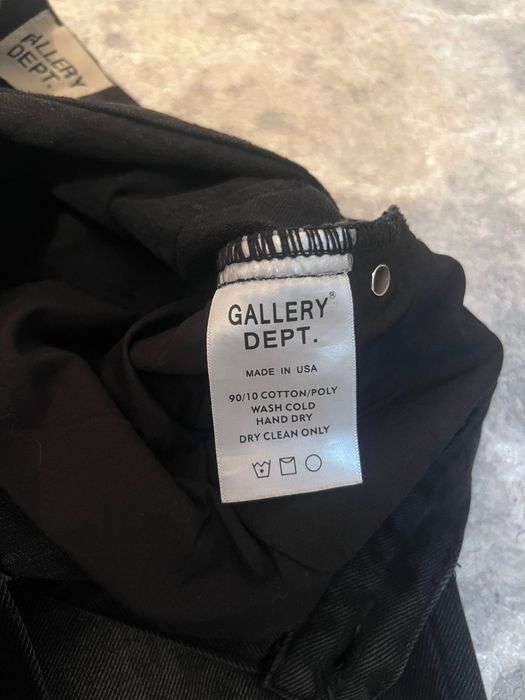 GALLERY
DEPT.
GALLERY®
DEPT.
MADE IN USA
90/10 COTTON/POLY
WASH COLD
HAND DRY
DRY CLEAN ONLY